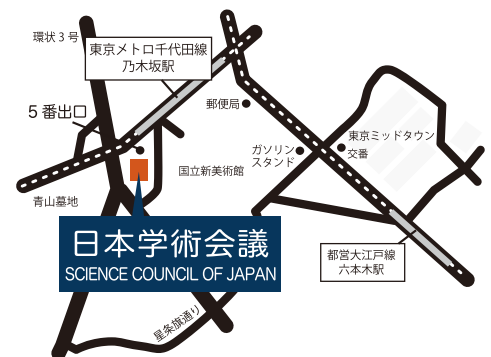 環状3号
東京メトロ千代田線
乃木坂駅
5番出口
郵便局
ガソリン
スタンド
東京ミッドタウン
交番
国立新美術館
青山墓地
日本学術会議
SCIENCE COUNCIL OF JAPAN
都営大江戸線
六本木駅
星条旗通り